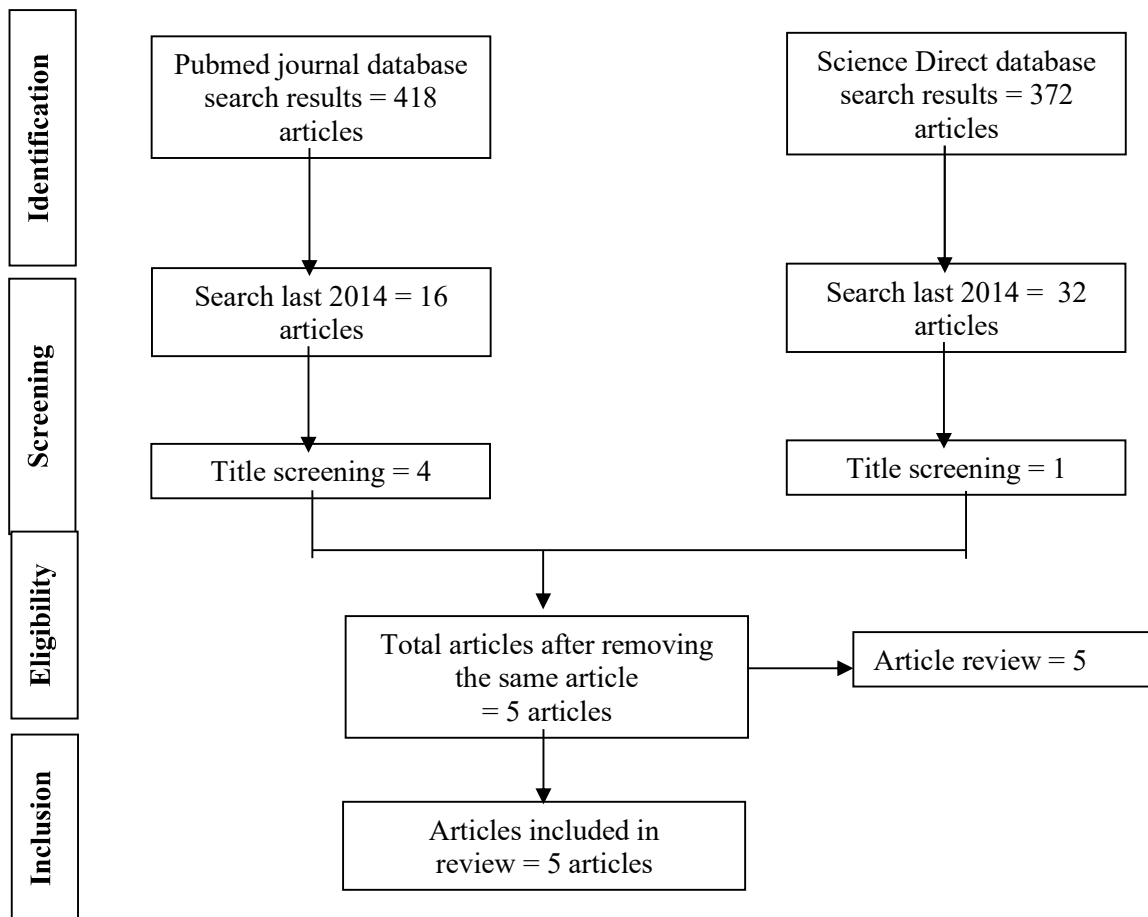 Identification
Pubmed journal database
search results = 418
articles
Science Direct database
search results = 372
articles
Screening
Search last 2014 = 16
articles
Search last 2014 = 32
articles
Title screening = 4
Title screening = 1
Eligibility
Total articles after removing
the same article
= 5 articles
Article review = 5
Inclusion
Articles included in
review = 5 articles